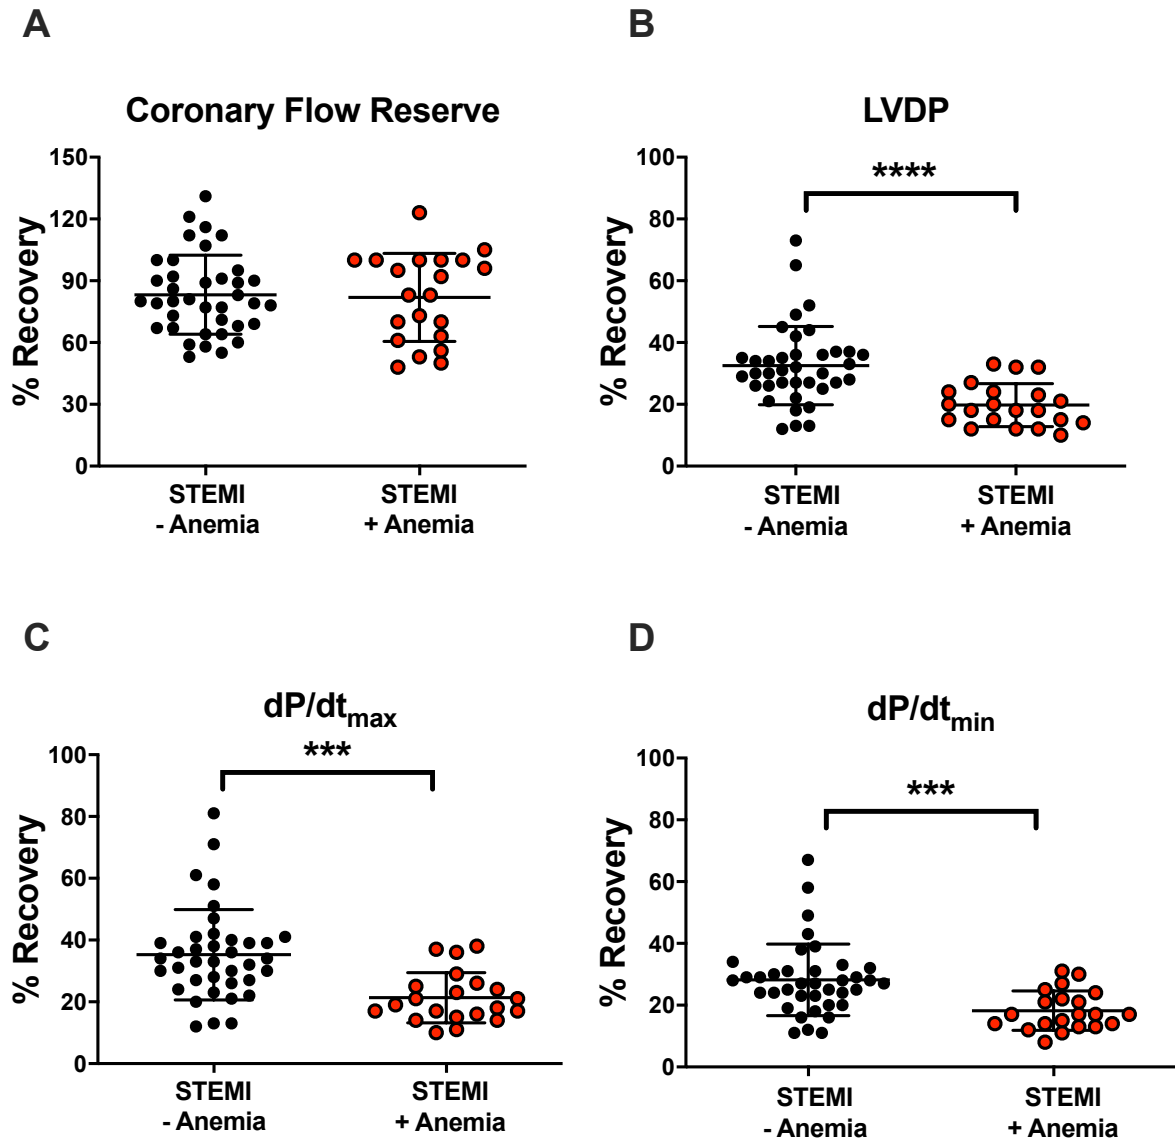 A
Coronary Flow Reserve
% Recovery
150
120
90
60
30
0
STEMI
- Anemia
STEMI
+ Anemia
B
LVDP
****
% Recovery
100
80
60
40
20
0
STEMI
- Anemia
STEMI
+ Anemia
C
dP/dtmax
***
% Recovery
100
80
60
40
20
0
STEMI
- Anemia
STEMI
+ Anemia
D
dP/dtmin
***
% Recovery
100
80
60
40
20
0
STEMI
- Anemia
STEMI
+ Anemia